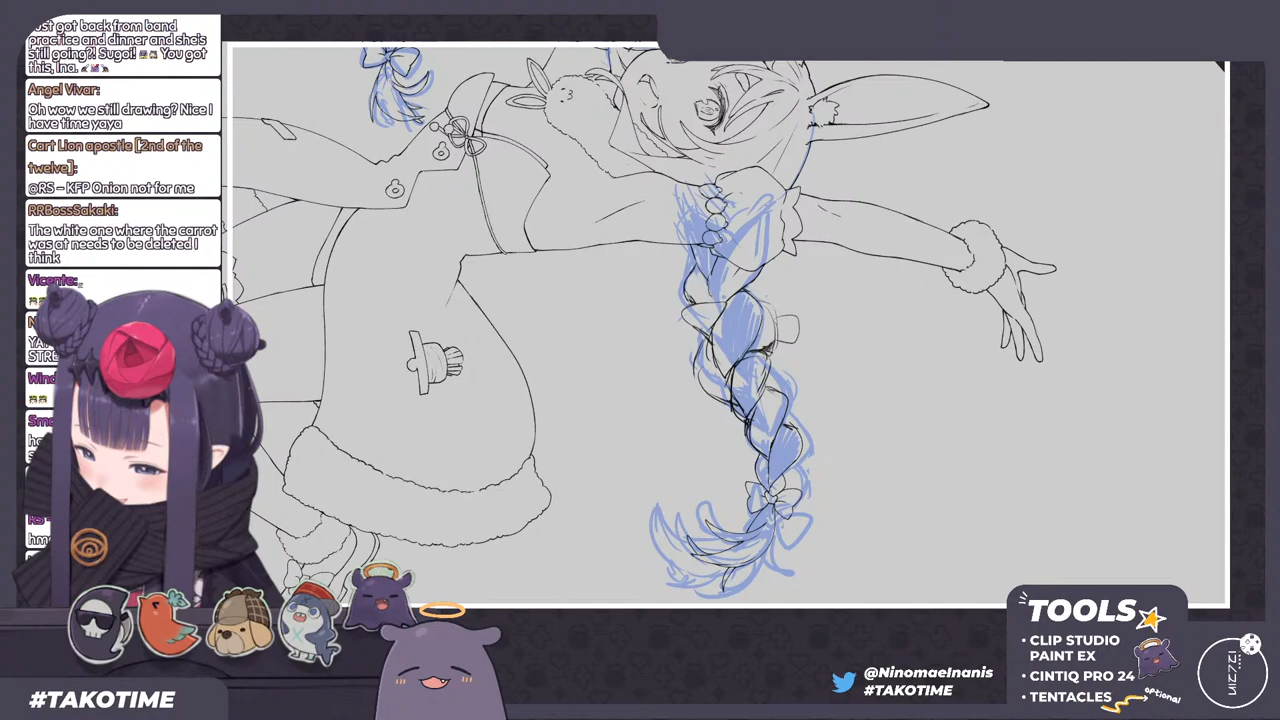 just got back from band
practice and dinner and she's
still going?! Sugoi!
You got
this, Ina.
Angel Vivar:
Oh wow we still drawing? Nice I
have time yaya
Cart Lion apostle [2nd of the
twelve]:
@RS - KFP Onion not for me
RRBossSakaki:
The white one where the carrot
was at needs to be deleted I
think
Vicente:
#TAKOTIME
@NinomaeInanis
#TAKOTIME
TOOLS
• CLIP STUDIO
PAINT EX
• CINTIQ PRO 24
• TENTACLES
optional